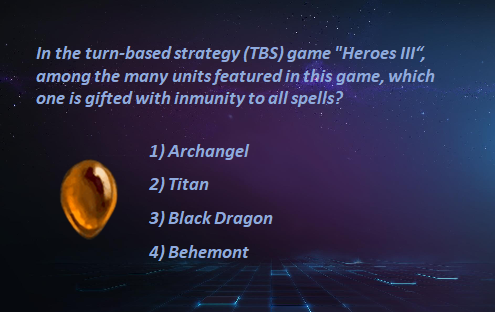 In the turn-based strategy (TBS) game "Heroes III“,
among the many units featured in this game, which
one is gifted with inmunity to all spells?
1) Archangel
2) Titan
3) Black Dragon
4) Behemont